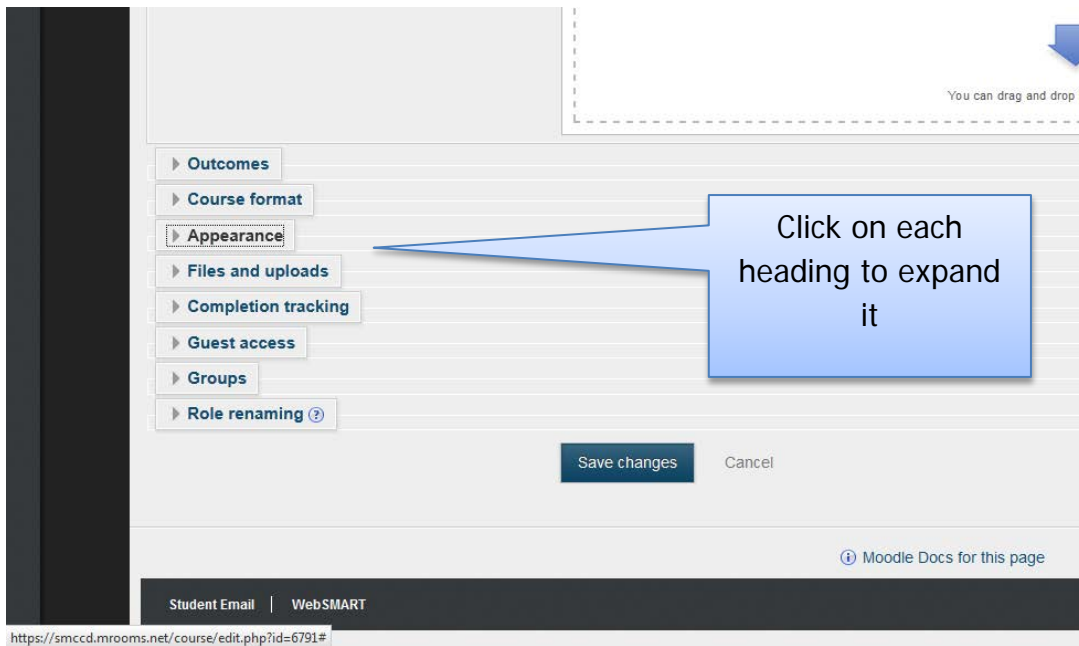 You can drag and drop
Outcomes
Course format
Appearance
Files and uploads
Completion tracking
Guest access
Groups
Role renaming
Click on each
heading to expand
it
Save changes Cancel
Moodle Docs for this page
Student Email | WebSMART
https://smccd.mrooms.net/course/edit.php?id=6791#